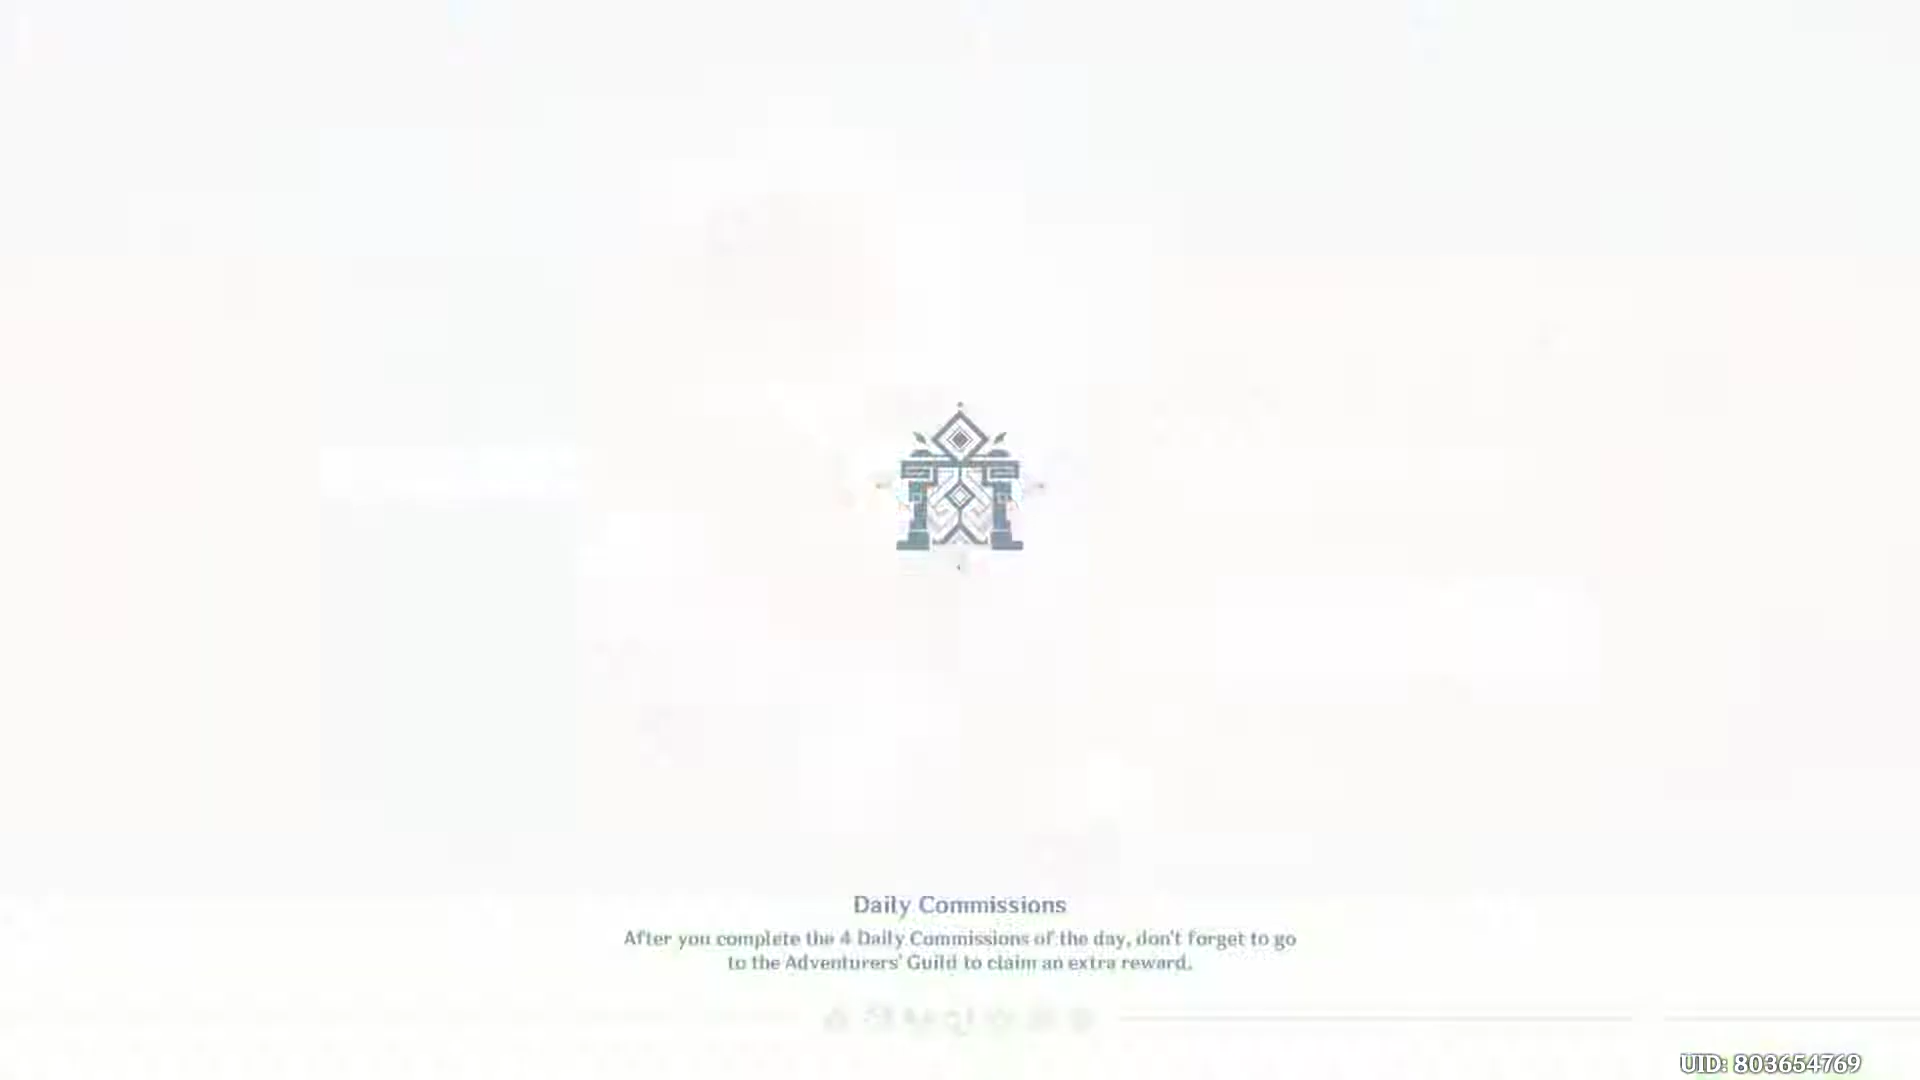 Daily Commissions
After you complete the 4 Daily Commissions of the day, don't forget to go
to the Adventurers' Guild to claim an extra reward.
UID: 803654769